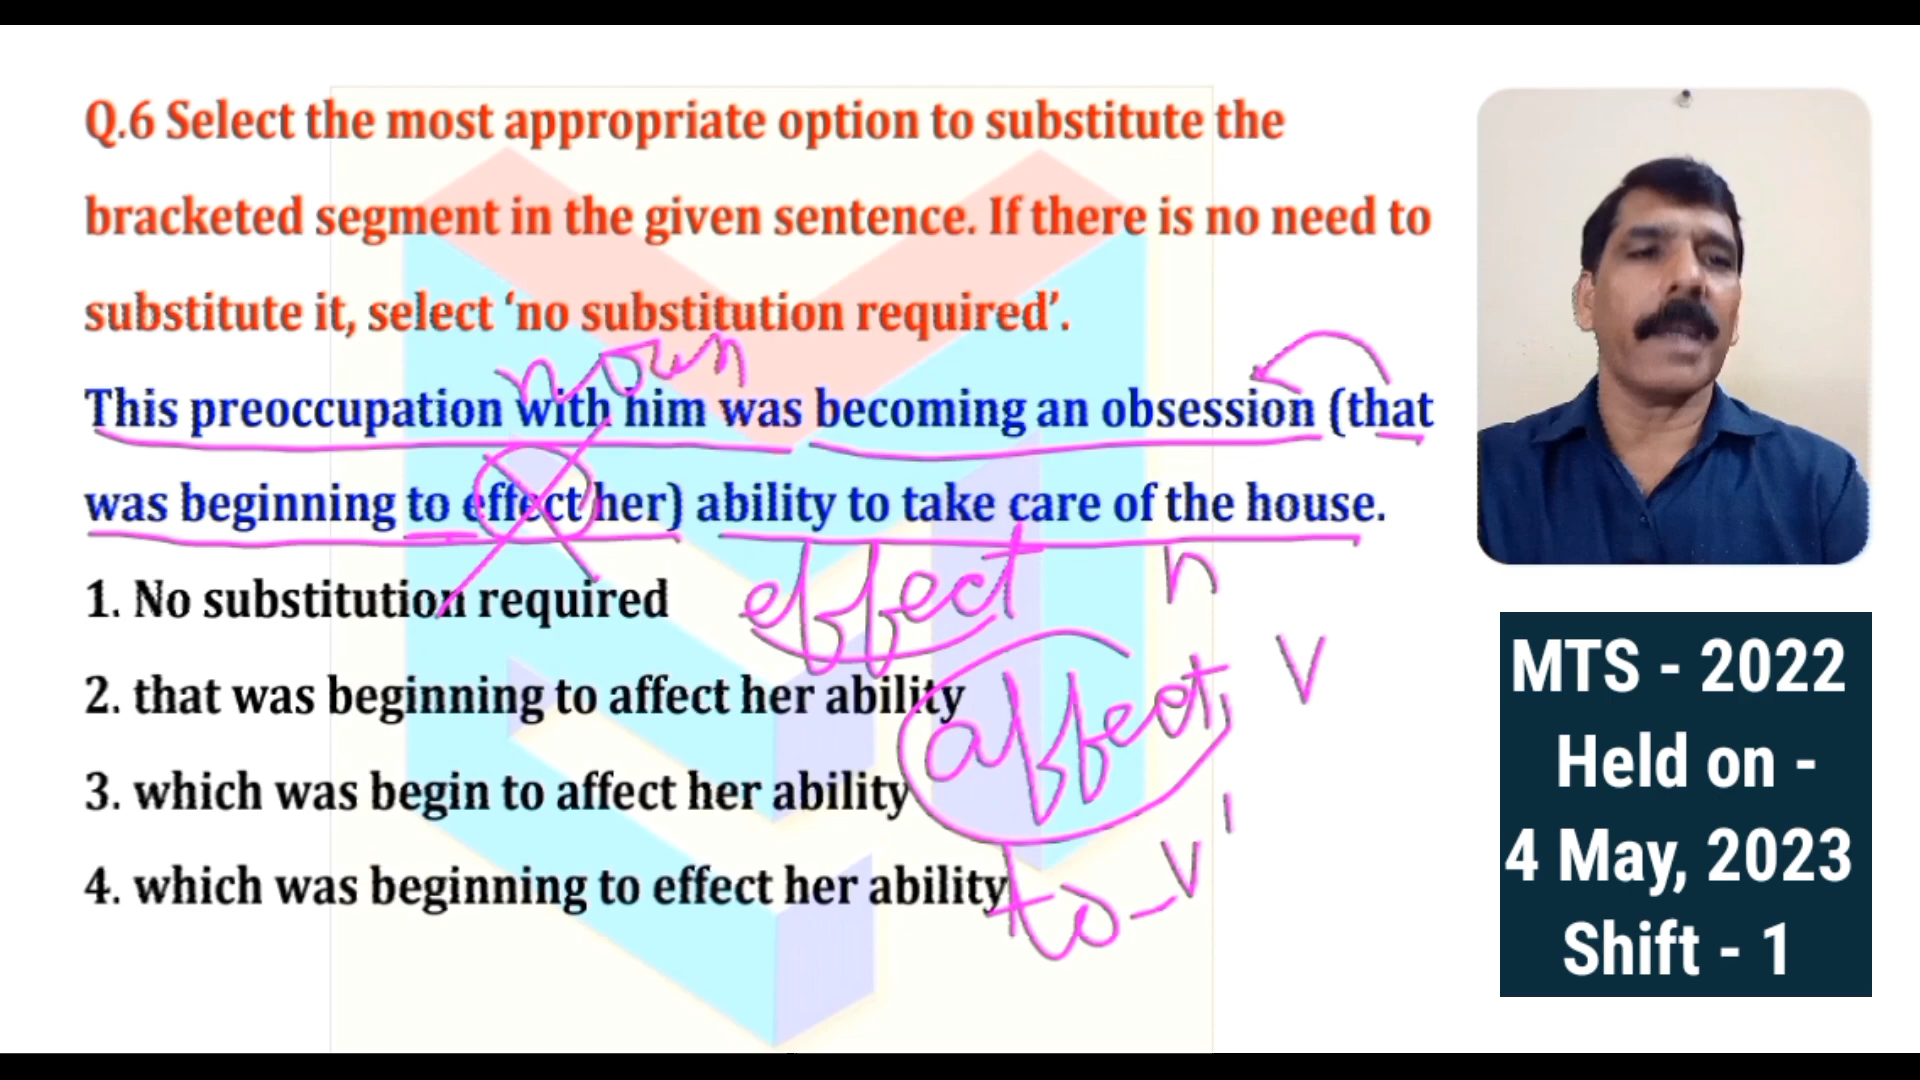 Q.6 Select the most appropriate option to substitute the
bracketed segment in the given sentence. If there is no need to
substitute it, select ‘no substitution required’.
noun
This preoccupation with him was becoming an obsession (that
was beginning to effect her) ability to take care of the house.
effect n
1. No substitution required
affect, V
2. that was beginning to affect her ability
3. which was begin to affect her ability
to - V'
4. which was beginning to effect her ability
MTS - 2022
Held on -
4 May, 2023
Shift - 1